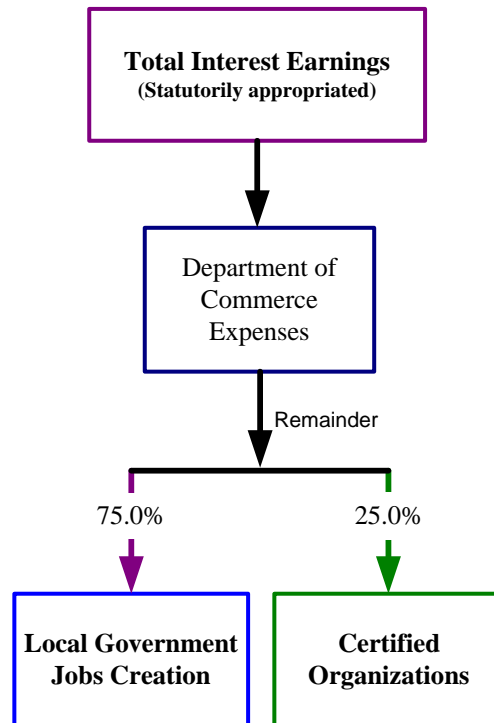 Total Interest Earnings
(Statutorily appropriated)
Department of
Commerce
Expenses
Remainder
75.0%
25.0%
Local Government
Jobs Creation
Certified
Organizations